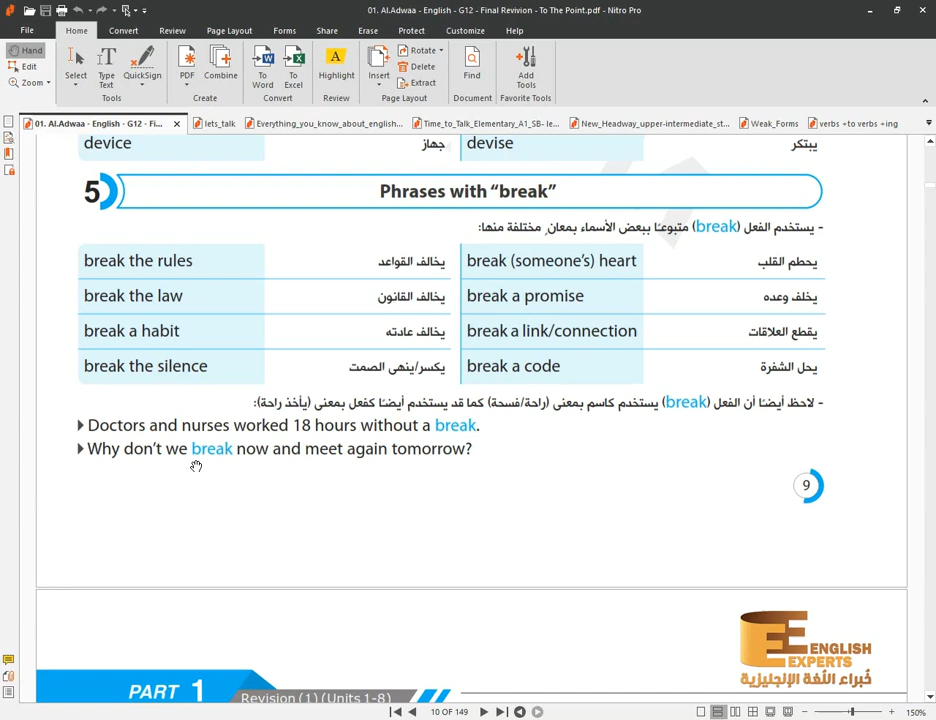 01. Al.Adwaa - English - G12 - Final Revivion - To The Point.pdf - Nitro Pro
File Home Convert Review Page Layout Forms Share Erase Protect Customize Help
Hand
Edit
Zoom
Select
Type Text
QuickSign
Tools
PDF
Combine
Create
To Word
To Excel
Convert
Highlight
Review
Insert
Rotate
Delete
Extract
Page Layout
Find
Document
Add Tools
Favorite Tools
01. Al.Adwaa - English - G12 - Fi... lets_talk Everything_you_know_about_english... Time_to_Talk_Elementary_A1_SB- le... New_Headway_upper-intermediate_st... Weak_Forms verbs +to verbs +ing
device جهاز devise يبتكر
5 Phrases with “break”
- يستخدم الفعل (break) متبوعًا ببعض الأسماء بمعانٍ مختلفة منها:
break the rules يخالف القواعد break (someone’s) heart يحطم القلب
break the law يخالف القانون break a promise يخلف وعده
break a habit يخالف عادته break a link/connection يقطع العلاقات
break the silence يكسر/ينهى الصمت break a code يحل الشفرة
- لاحظ أيضًا أن الفعل (break) يستخدم كاسم بمعنى (راحة/فسحة) كما قد يستخدم أيضًا كفعل بمعنى (يأخذ راحة):
Doctors and nurses worked 18 hours without a break.
Why don’t we break now and meet again tomorrow?
9
ENGLISH
EXPERTS
خُبراء اللُّغة الإنجليزية
PART 1 Revision (1) (Units 1-8)
10 OF 149
150%